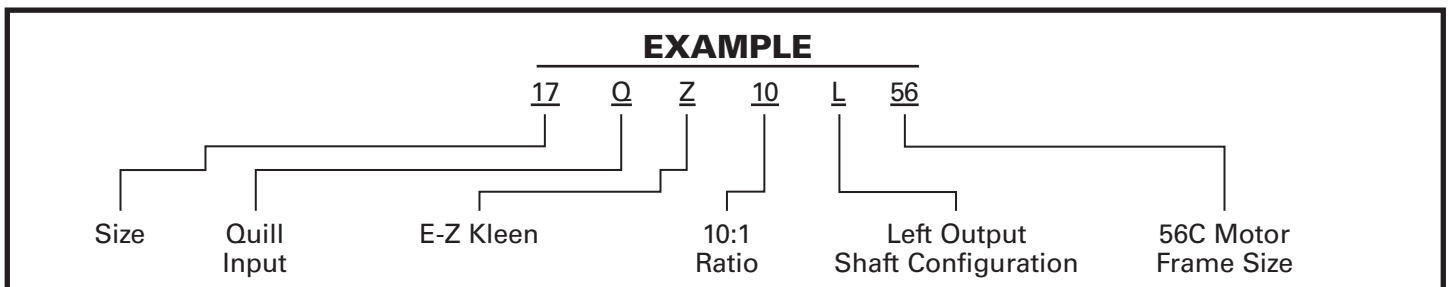 EXAMPLE
17 Q Z 10 L 56
Size Quill E-Z Kleen 10:1 Left Output 56C Motor
Input Ratio Shaft Configuration Frame Size